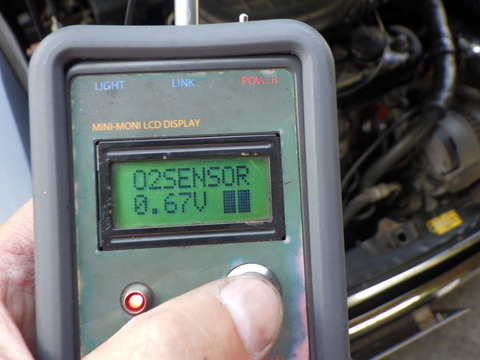 LIGHT LINK POWER
MINI-MONI LCD DISPLAY
O2SENSOR
0.67V